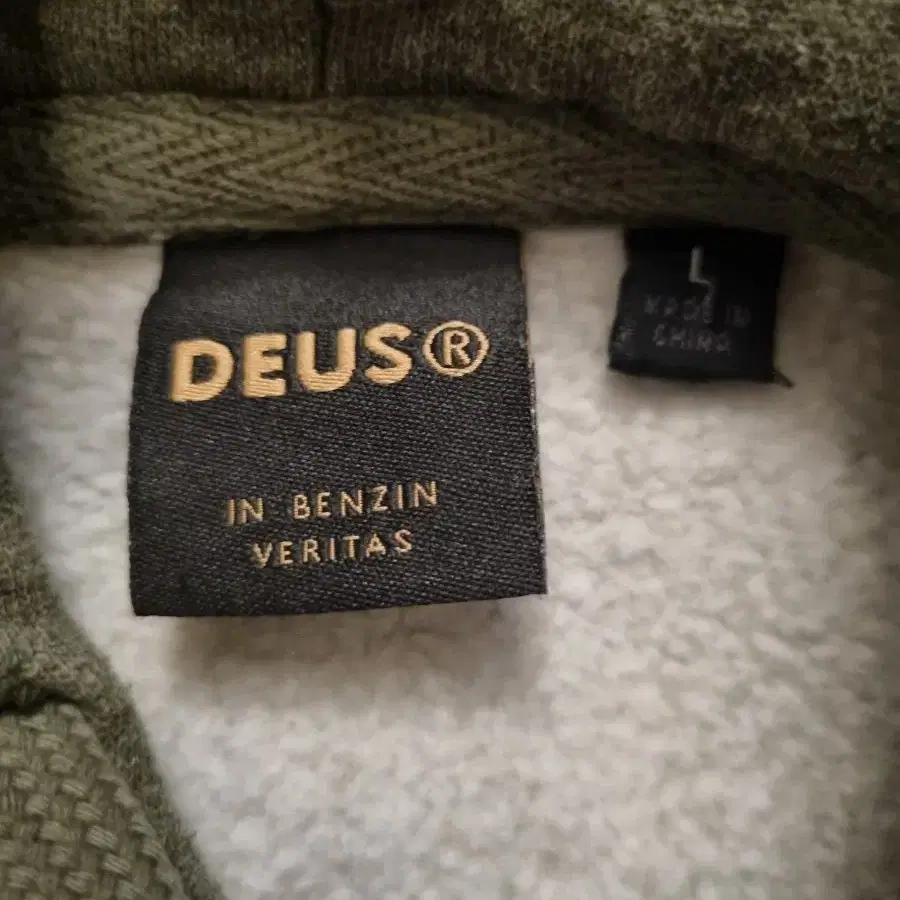 DEUS®
IN BENZIN
VERITAS
L
MADE IN
CHINA